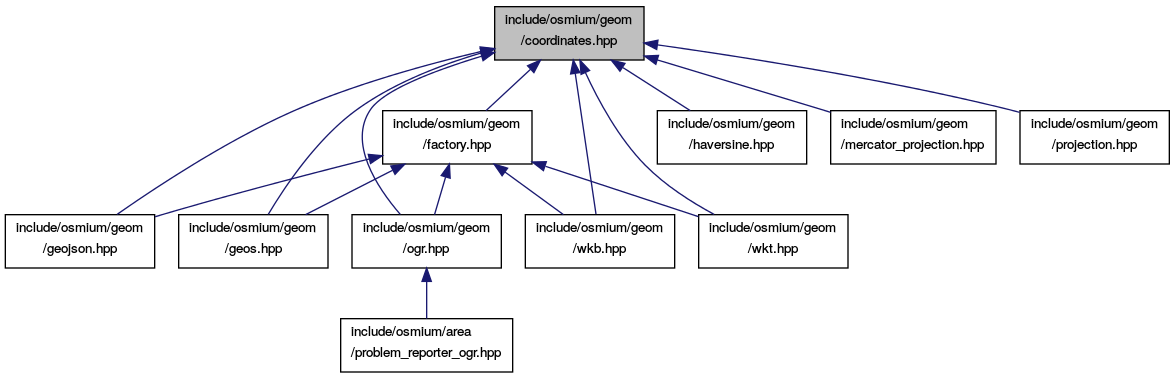 include/osmium/geom
/coordinates.hpp
include/osmium/geom
/factory.hpp
include/osmium/geom
/haversine.hpp
include/osmium/geom
/mercator_projection.hpp
include/osmium/geom
/projection.hpp
include/osmium/geom
/geojson.hpp
include/osmium/geom
/geos.hpp
include/osmium/geom
/ogr.hpp
include/osmium/geom
/wkb.hpp
include/osmium/geom
/wkt.hpp
include/osmium/area
/problem_reporter_ogr.hpp